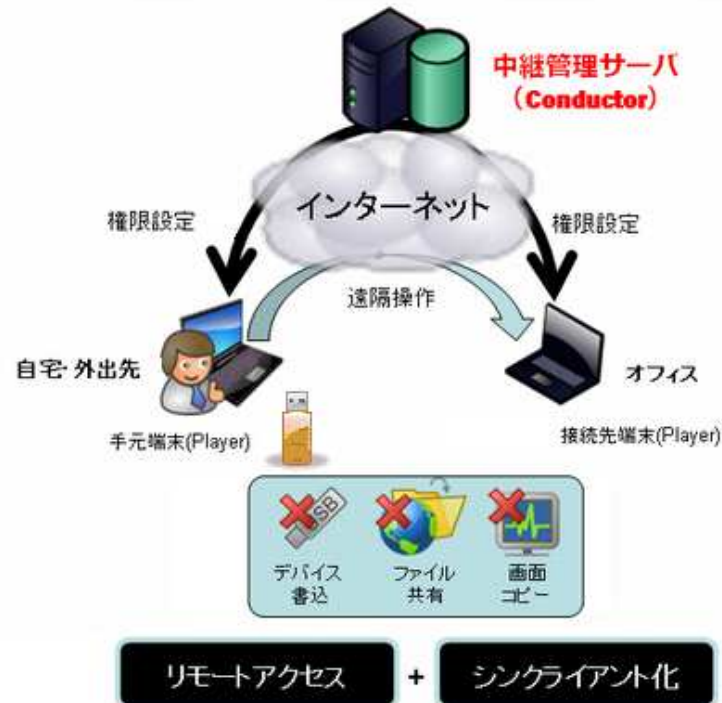 中継管理サーバ
(Conductor)
インターネット
権限設定
権限設定
遠隔操作
自宅・外出先
オフィス
手元端末(Player)
接続先端末(Player)
SB
デバイス
書込
ファイル
共有
画面
コピー
リモートアクセス + シンクライアント化